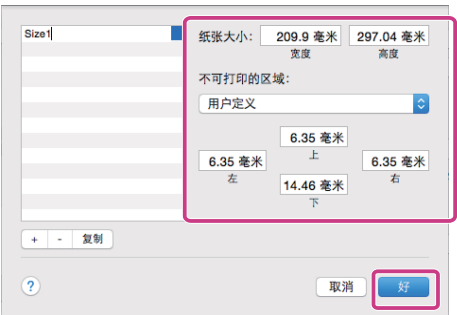 Size1
纸张大小: 209.9 毫米 297.04 毫米
宽度 高度
不可打印的区域:
用户定义
6.35 毫米
上
6.35 毫米 6.35 毫米
左 右
14.46 毫米
下
+ - 复制
? 取消 好